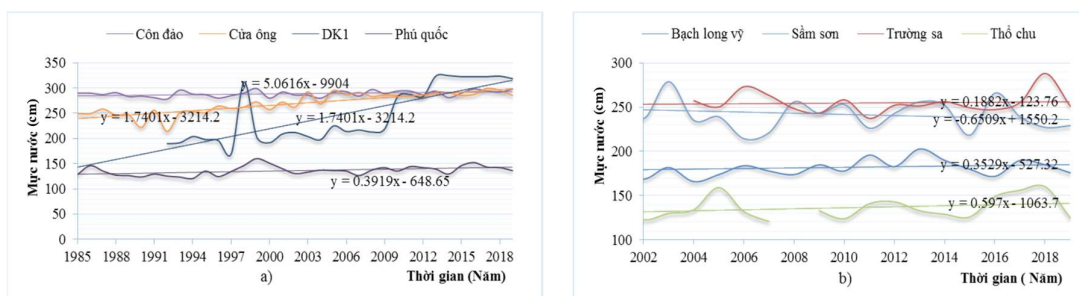 Côn đảo Cửa ông DK1 Phú quốc
350
300
250
200
150
100
50
0
Mực nước (cm)
y = 5.0616x - 9904
y = 1.7401x - 3214.2
y = 1.7401x - 3214.2
y = 0.3919x - 648.65
1985 1988 1991 1994 1997 2000 2003 2006 2009 2012 2015 2018
a) Thời gian (Năm)
Bạch long vỹ Sầm sơn Trường sa Thổ chu
300
250
200
150
100
Mực nước (cm)
y = 0.1882x - 123.76
y = -0.6509x + 1550.2
y = 0.3529x - 527.32
y = 0.597x - 1063.7
2002 2004 2006 2008 2010 2012 2014 2016 2018
b) Thời gian ( Năm)